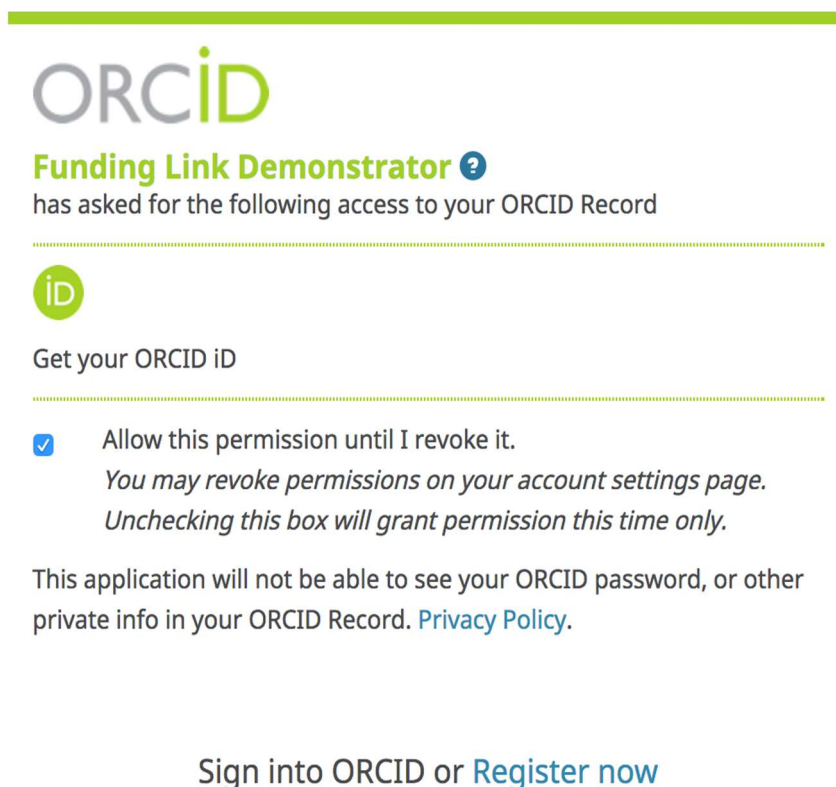 ORCiD
Funding Link Demonstrator ?
has asked for the following access to your ORCID Record
iD
Get your ORCID iD
Allow this permission until I revoke it.
You may revoke permissions on your account settings page.
Unchecking this box will grant permission this time only.
This application will not be able to see your ORCID password, or other
private info in your ORCID Record. Privacy Policy.
Sign into ORCID or Register now